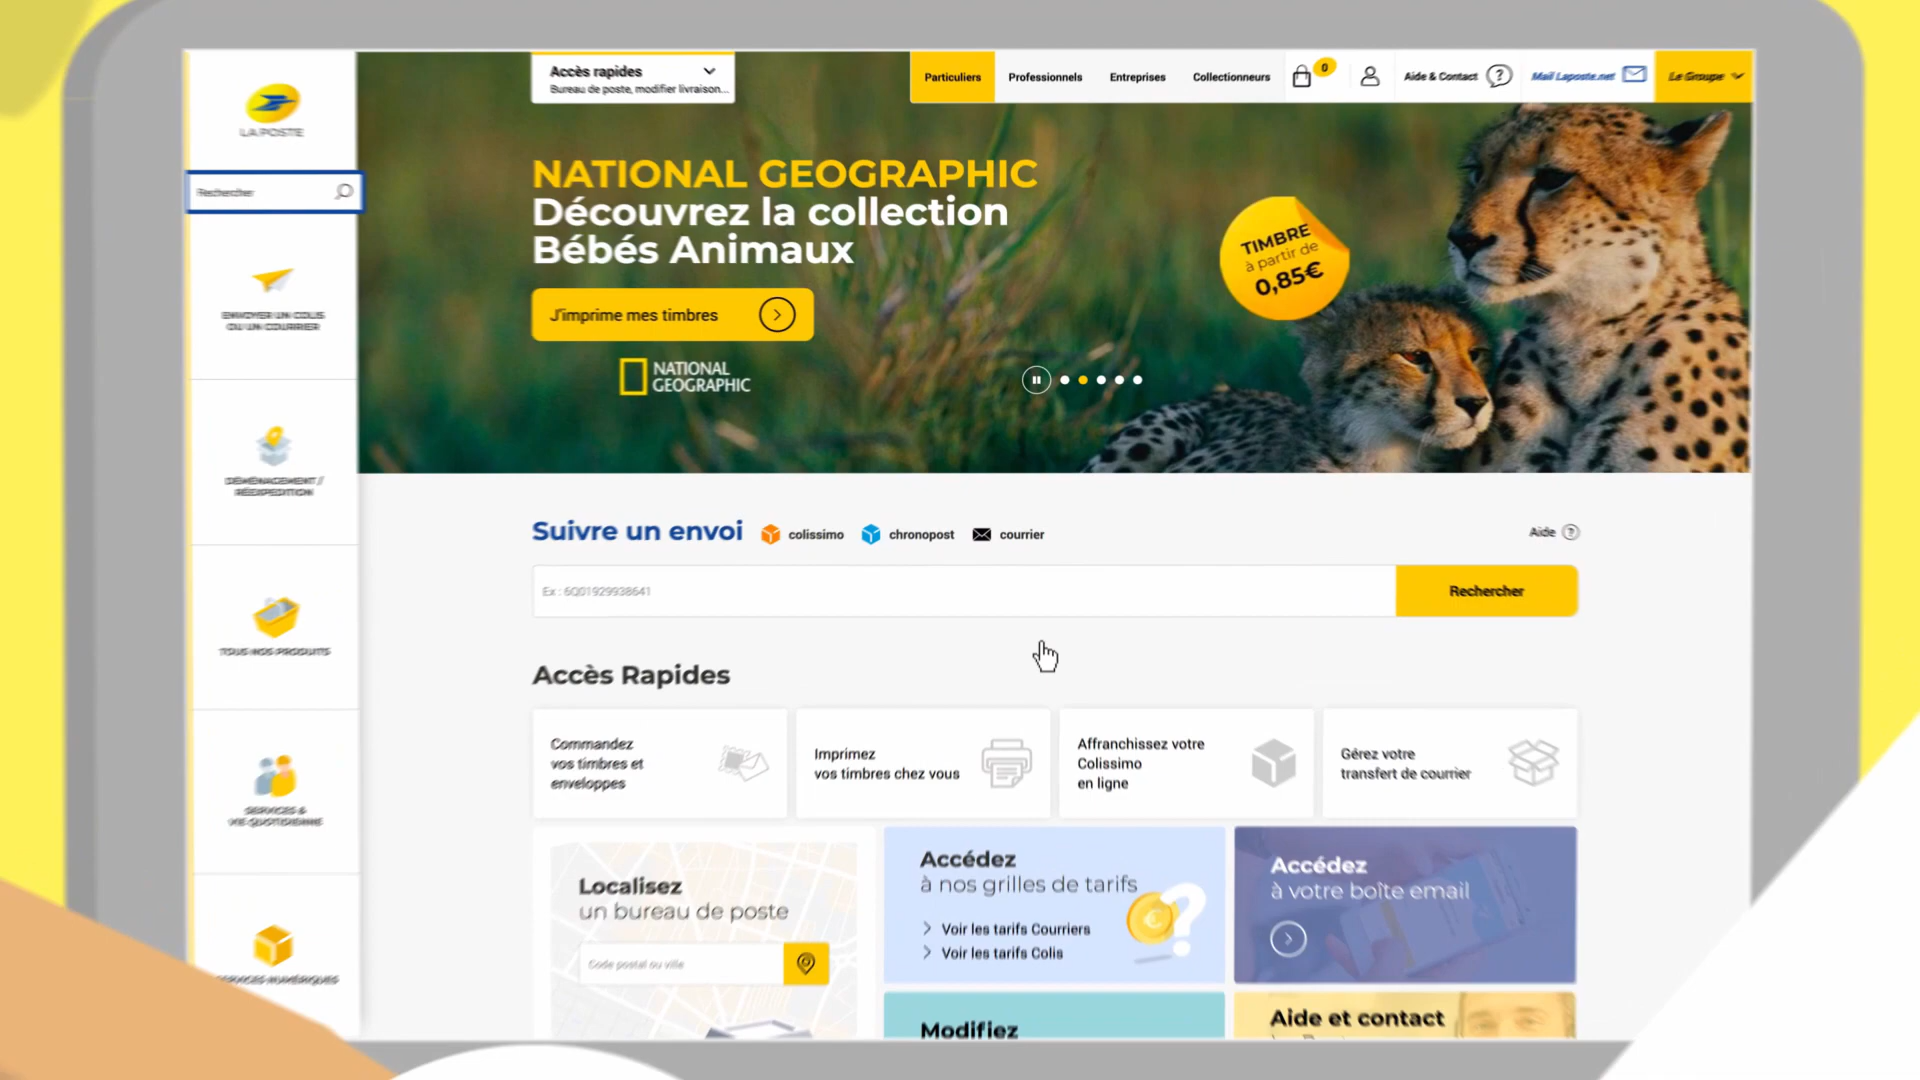 LA POSTE
Rechercher
ENVOYER UN COLIS
OU UN COURRIER
DÉMÉNAGEMENT /
RÉEXPÉDITION
TOUS NOS PRODUITS
SERVICES &
VIE QUOTIDIENNE
SERVICES NUMÉRIQUES
Accès rapides
Bureau de poste, modifier livraison...
Particuliers
Professionnels
Entreprises
Collectionneurs
0
Aide & Contact
?
Mail Laposte.net
Le Groupe
NATIONAL GEOGRAPHIC
Découvrez la collection
Bébés Animaux
J'imprime mes timbres
NATIONAL
GEOGRAPHIC
TIMBRE
à partir de
0,85€
Suivre un envoi
colissimo
chronopost
courrier
Aide ?
Ex : 6Q01929938641
Rechercher
Accès Rapides
Commandez
vos timbres et
enveloppes
Imprimez
vos timbres chez vous
Affranchissez votre
Colissimo
en ligne
Gérez votre
transfert de courrier
Localisez
un bureau de poste
Code postal ou ville
Accédez
à nos grilles de tarifs
Voir les tarifs Courriers
Voir les tarifs Colis
€ ?
Accédez
à votre boîte email
Modifiez
Aide et contact